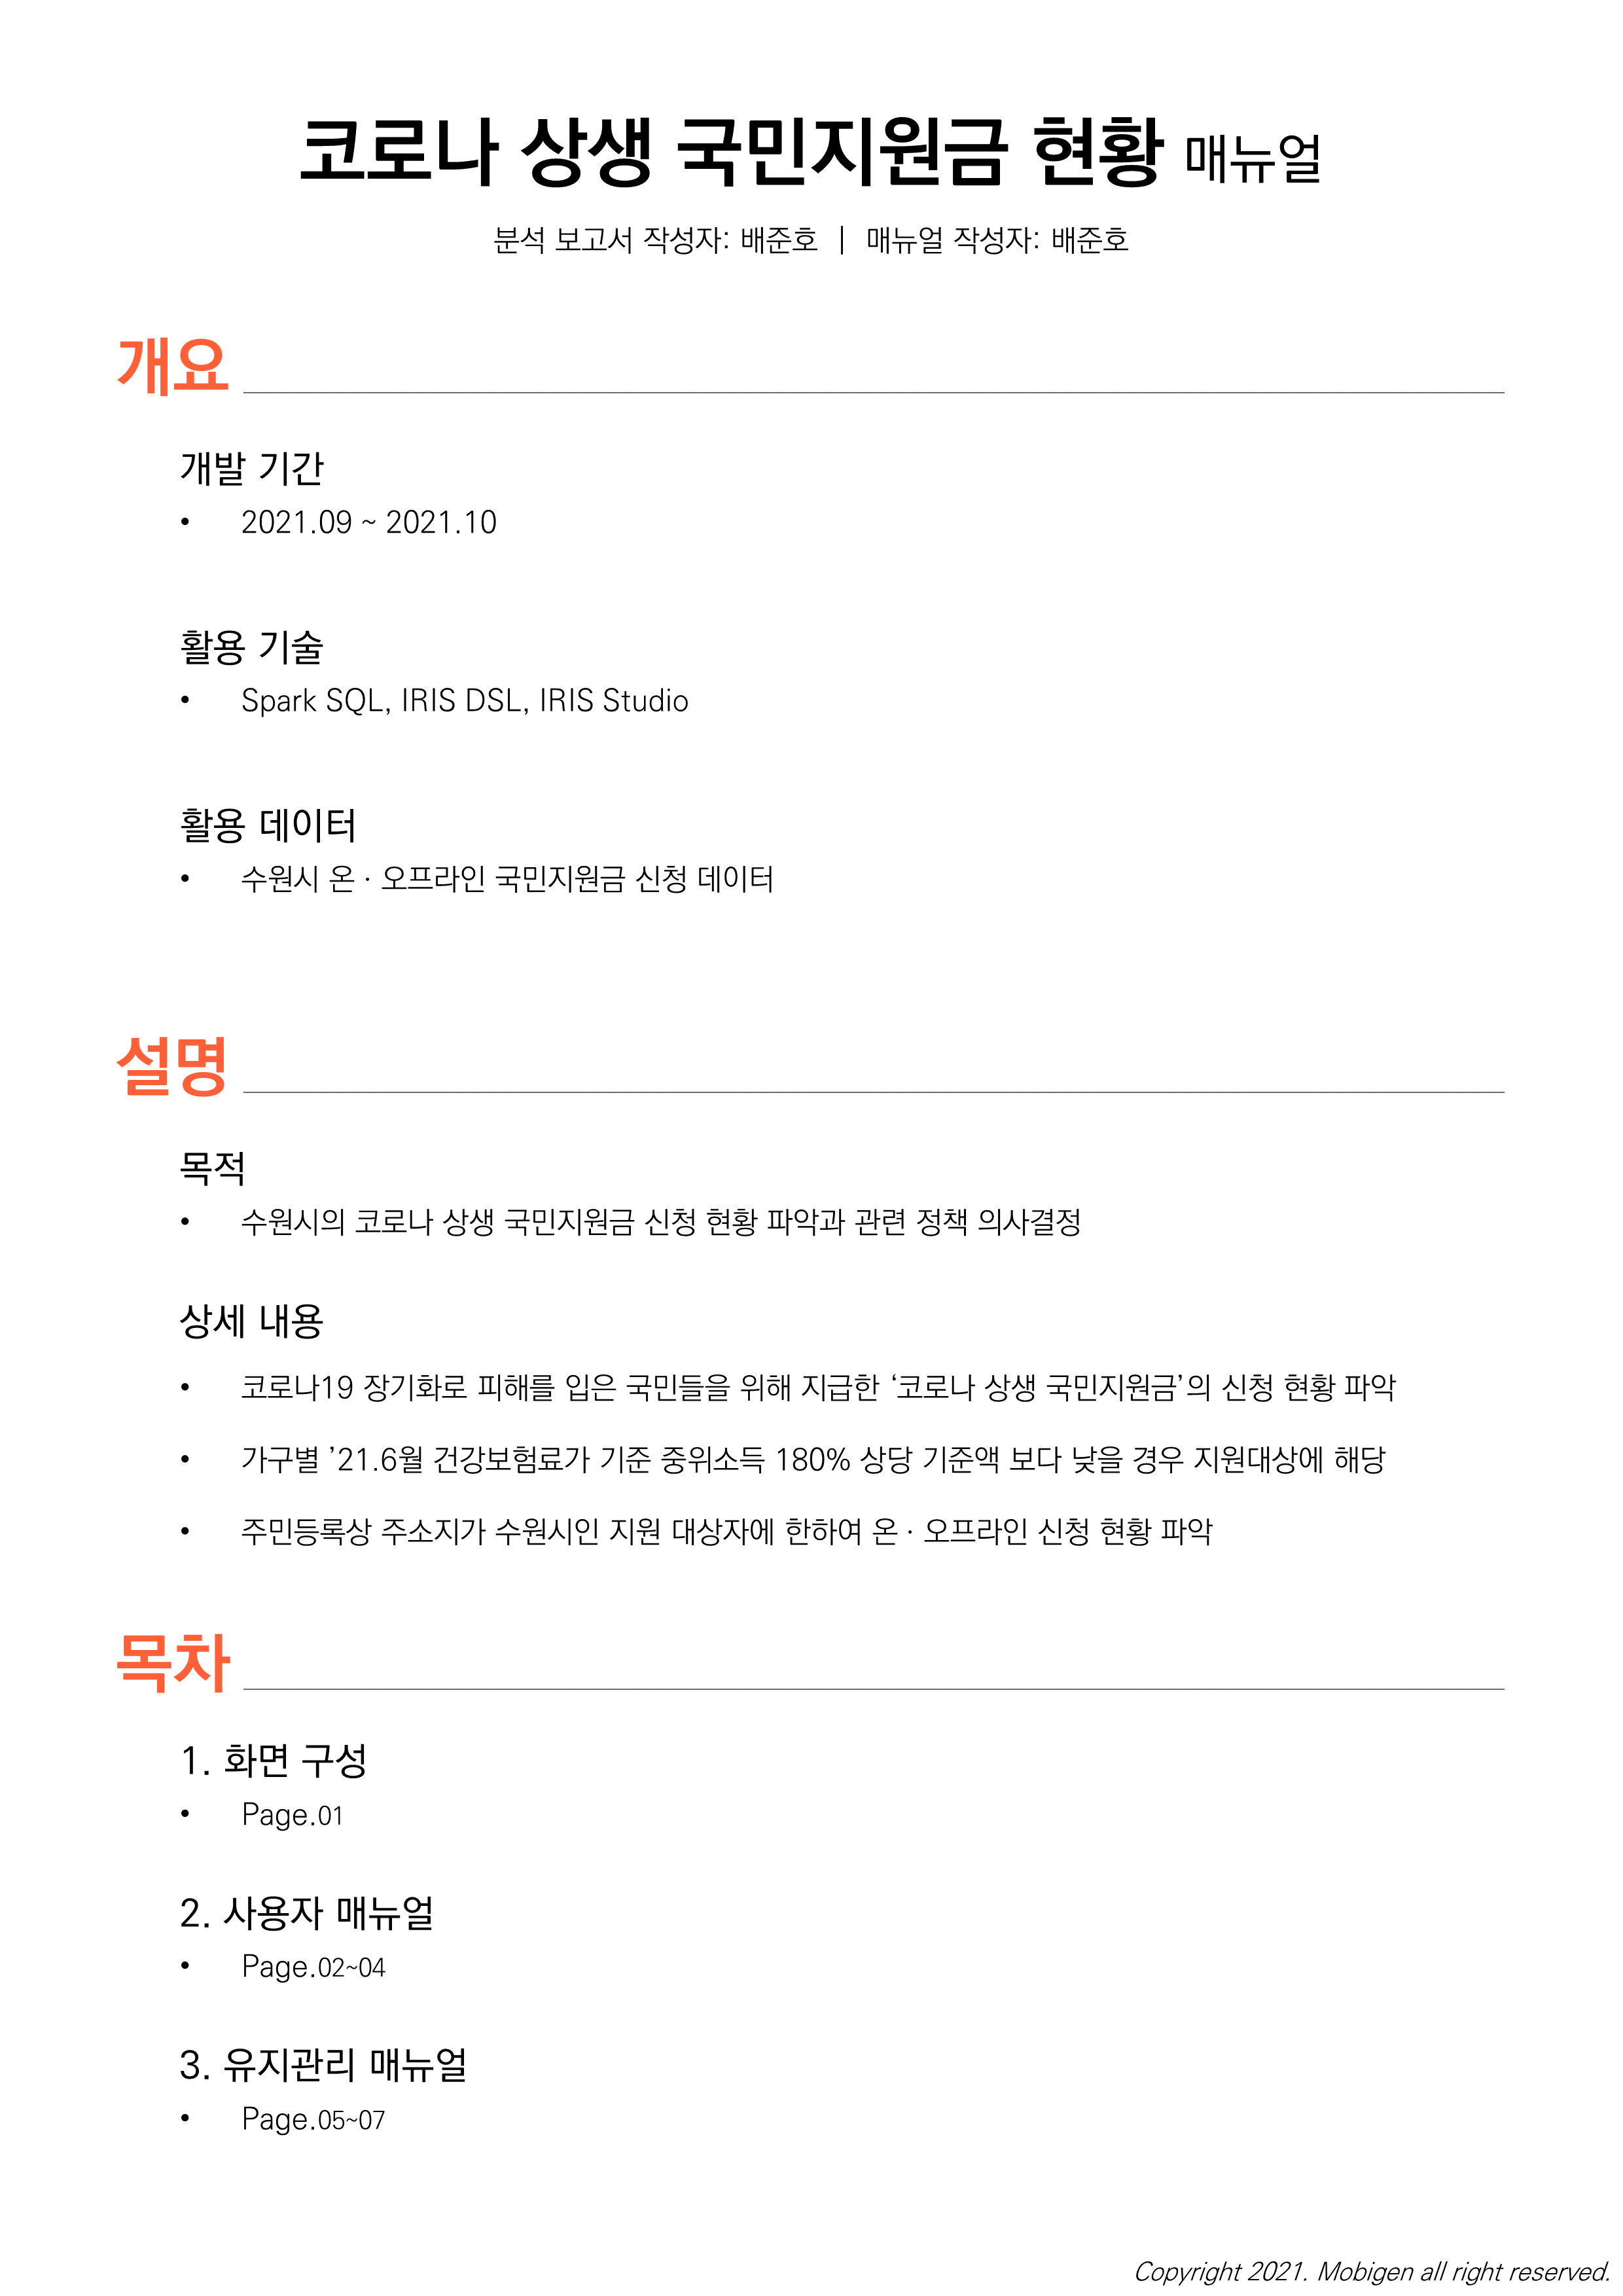 코로나 상생 국민지원금 현황 매뉴얼
분석 보고서 작성자: 배준호 | 매뉴얼 작성자: 배준호
개요
개발 기간
• 2021.09 ~ 2021.10
활용 기술
• Spark SQL, IRIS DSL, IRIS Studio
활용 데이터
• 수원시 온 · 오프라인 국민지원금 신청 데이터
설명
목적
• 수원시의 코로나 상생 국민지원금 신청 현황 파악과 관련 정책 의사결정
상세 내용
• 코로나19 장기화로 피해를 입은 국민들을 위해 지급한 ‘코로나 상생 국민지원금’의 신청 현황 파악
• 가구별 ’21.6월 건강보험료가 기준 중위소득 180% 상당 기준액 보다 낮을 경우 지원대상에 해당
• 주민등록상 주소지가 수원시인 지원 대상자에 한하여 온 · 오프라인 신청 현황 파악
목차
1. 화면 구성
• Page.01
2. 사용자 매뉴얼
• Page.02~04
3. 유지관리 매뉴얼
• Page.05~07
Copyright 2021. Mobigen all right reserved.